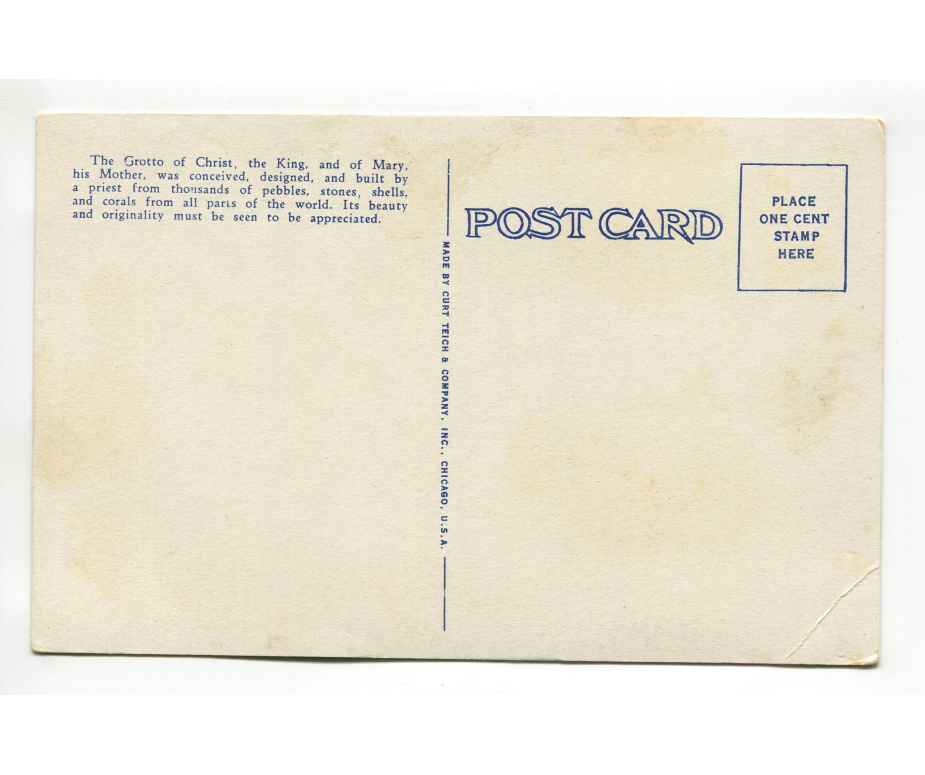 The Grotto of Christ, the King, and of Mary,
his Mother, was conceived, designed, and built by
a priest from thousands of pebbles, stones, shells,
and corals from all parts of the world. Its beauty
and originality must be seen to be appreciated.
MADE BY CURT TEICH & COMPANY, INC., CHICAGO, U.S.A.
POST CARD
PLACE
ONE CENT
STAMP
HERE